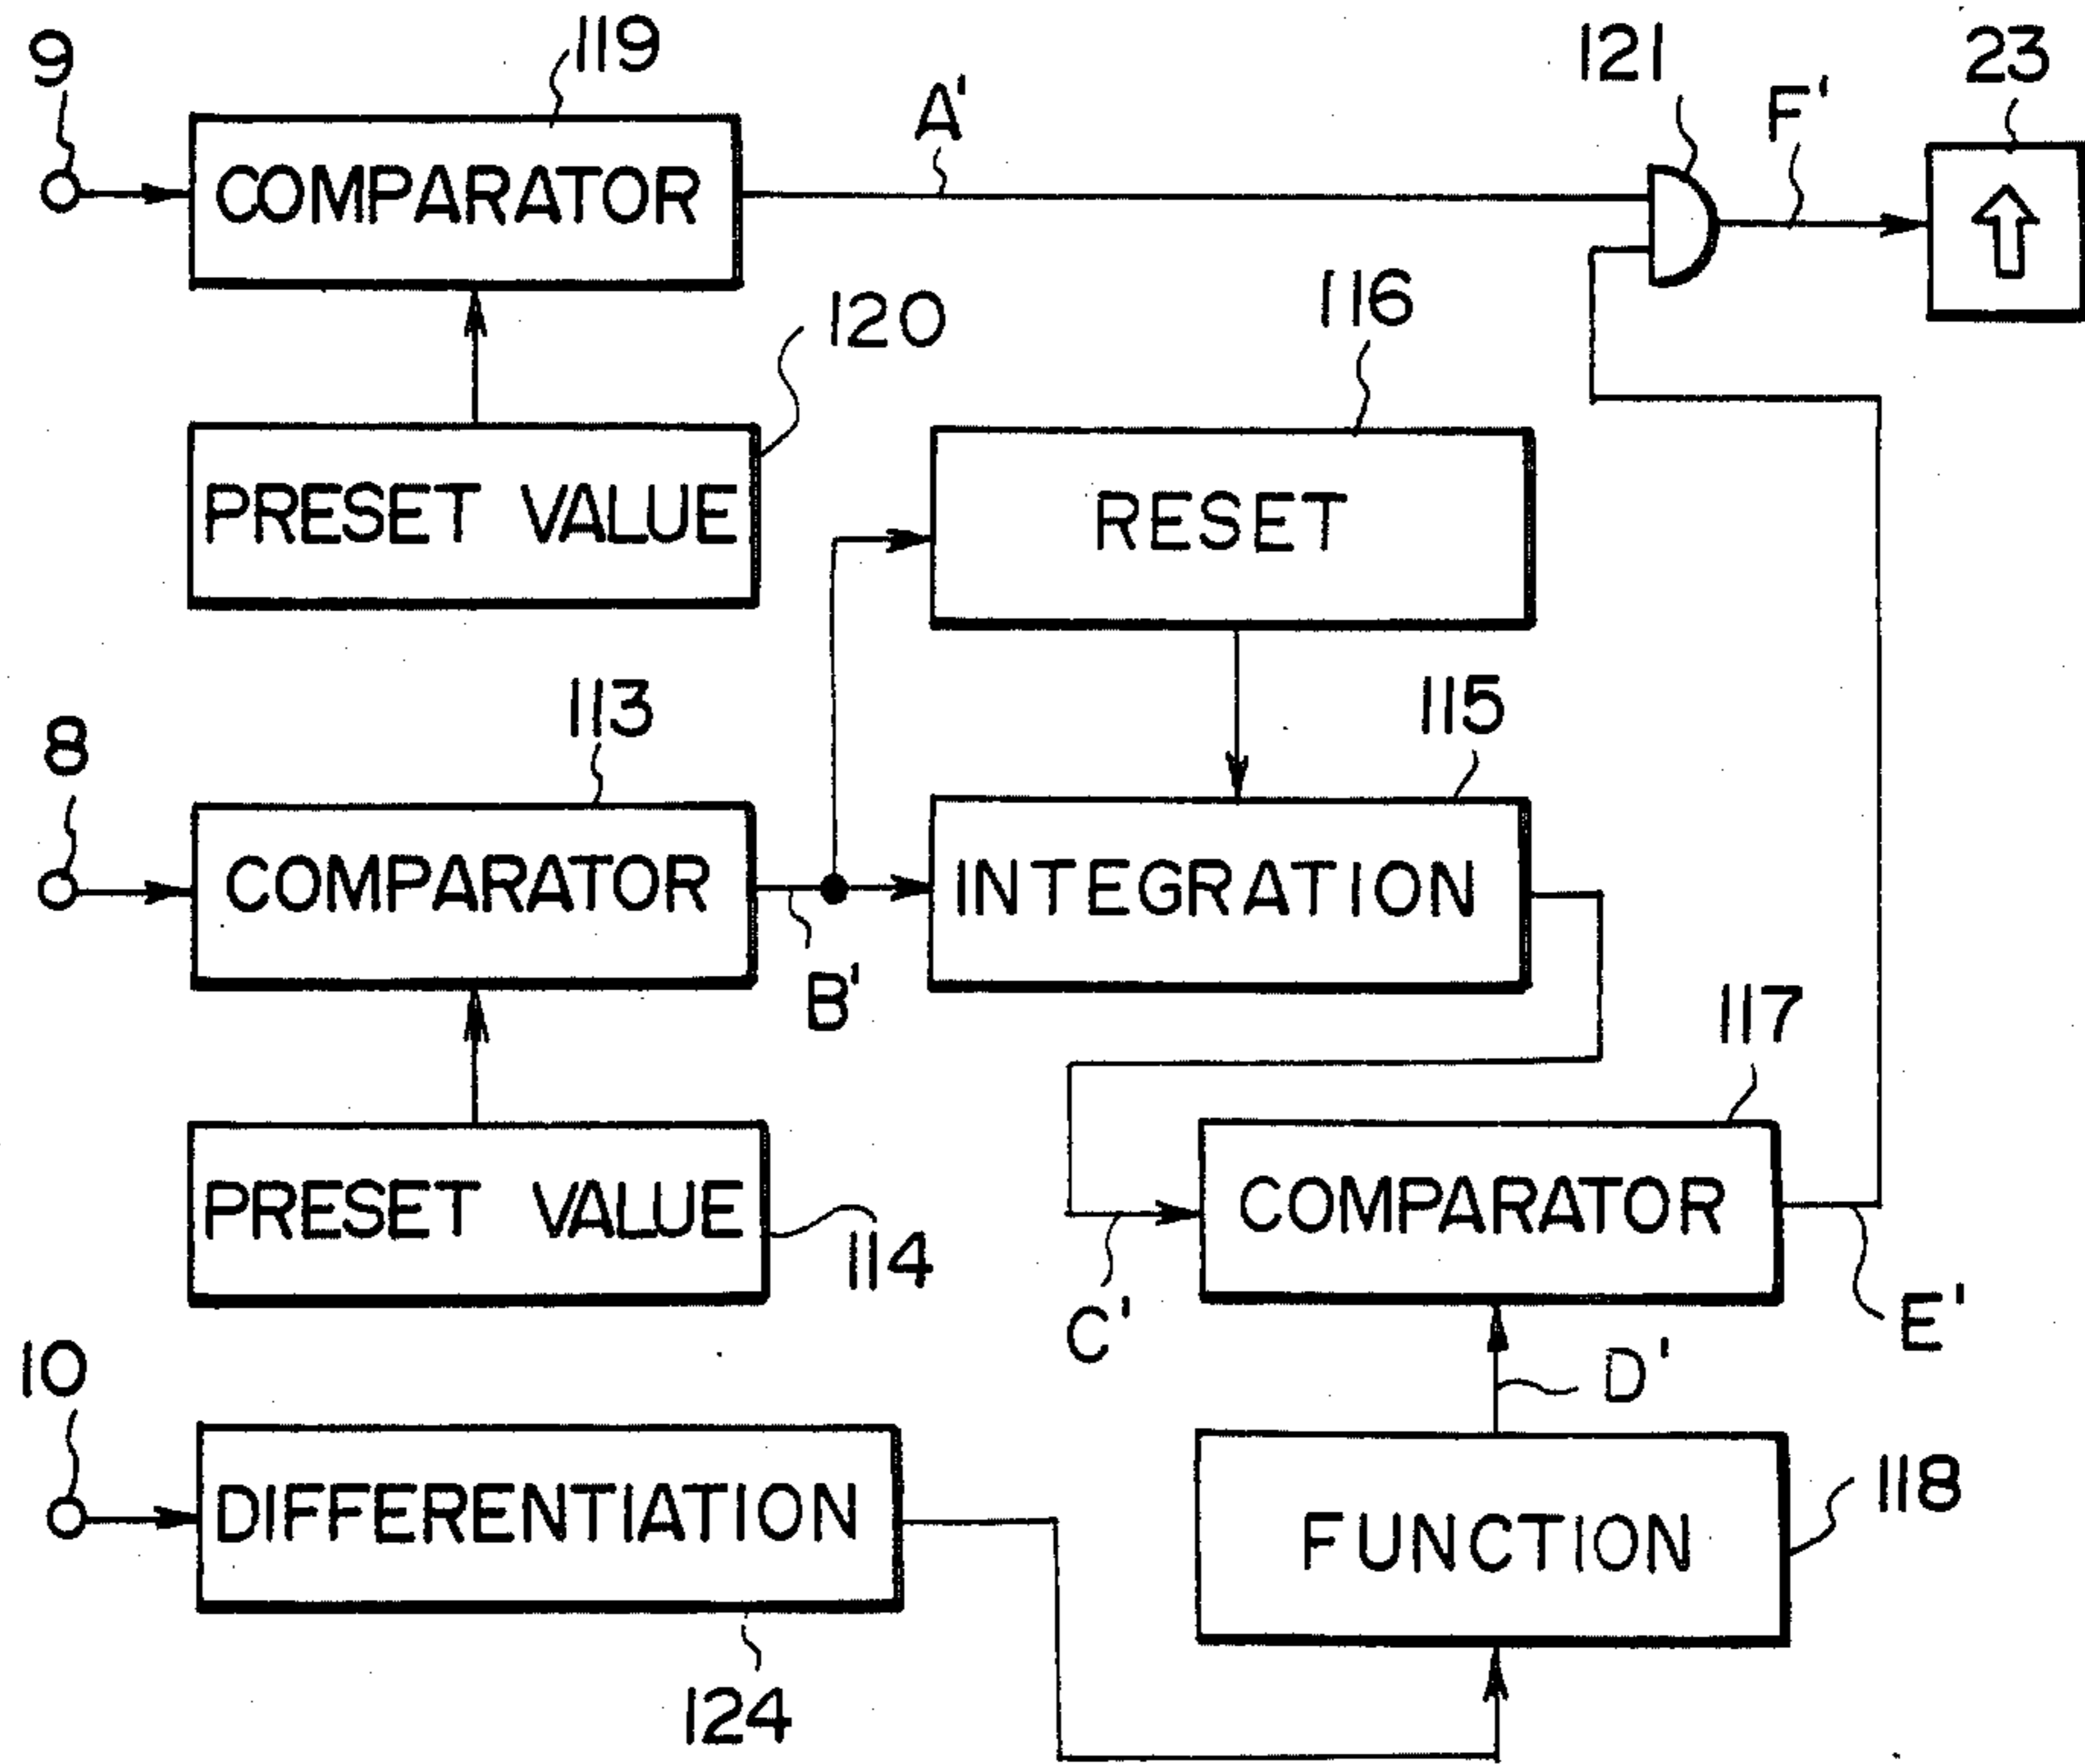 9
119
A'
121
F'
23
COMPARATOR
120
116
PRESET VALUE
RESET
8
113
115
COMPARATOR
INTEGRATION
B'
117
PRESET VALUE
114
COMPARATOR
C'
E'
10
D'
DIFFERENTIATION
118
FUNCTION
124